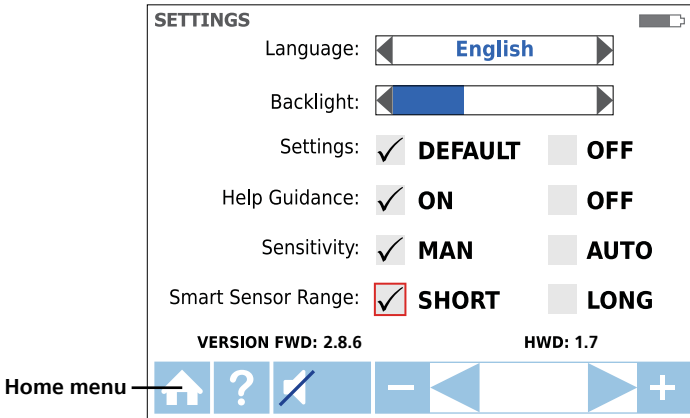 SETTINGS
Language: English
Backlight:
Settings: DEFAULT OFF
Help Guidance: ON OFF
Sensitivity: MAN AUTO
Smart Sensor Range: SHORT LONG
VERSION FWD: 2.8.6 HWD: 1.7
Home menu ? − +